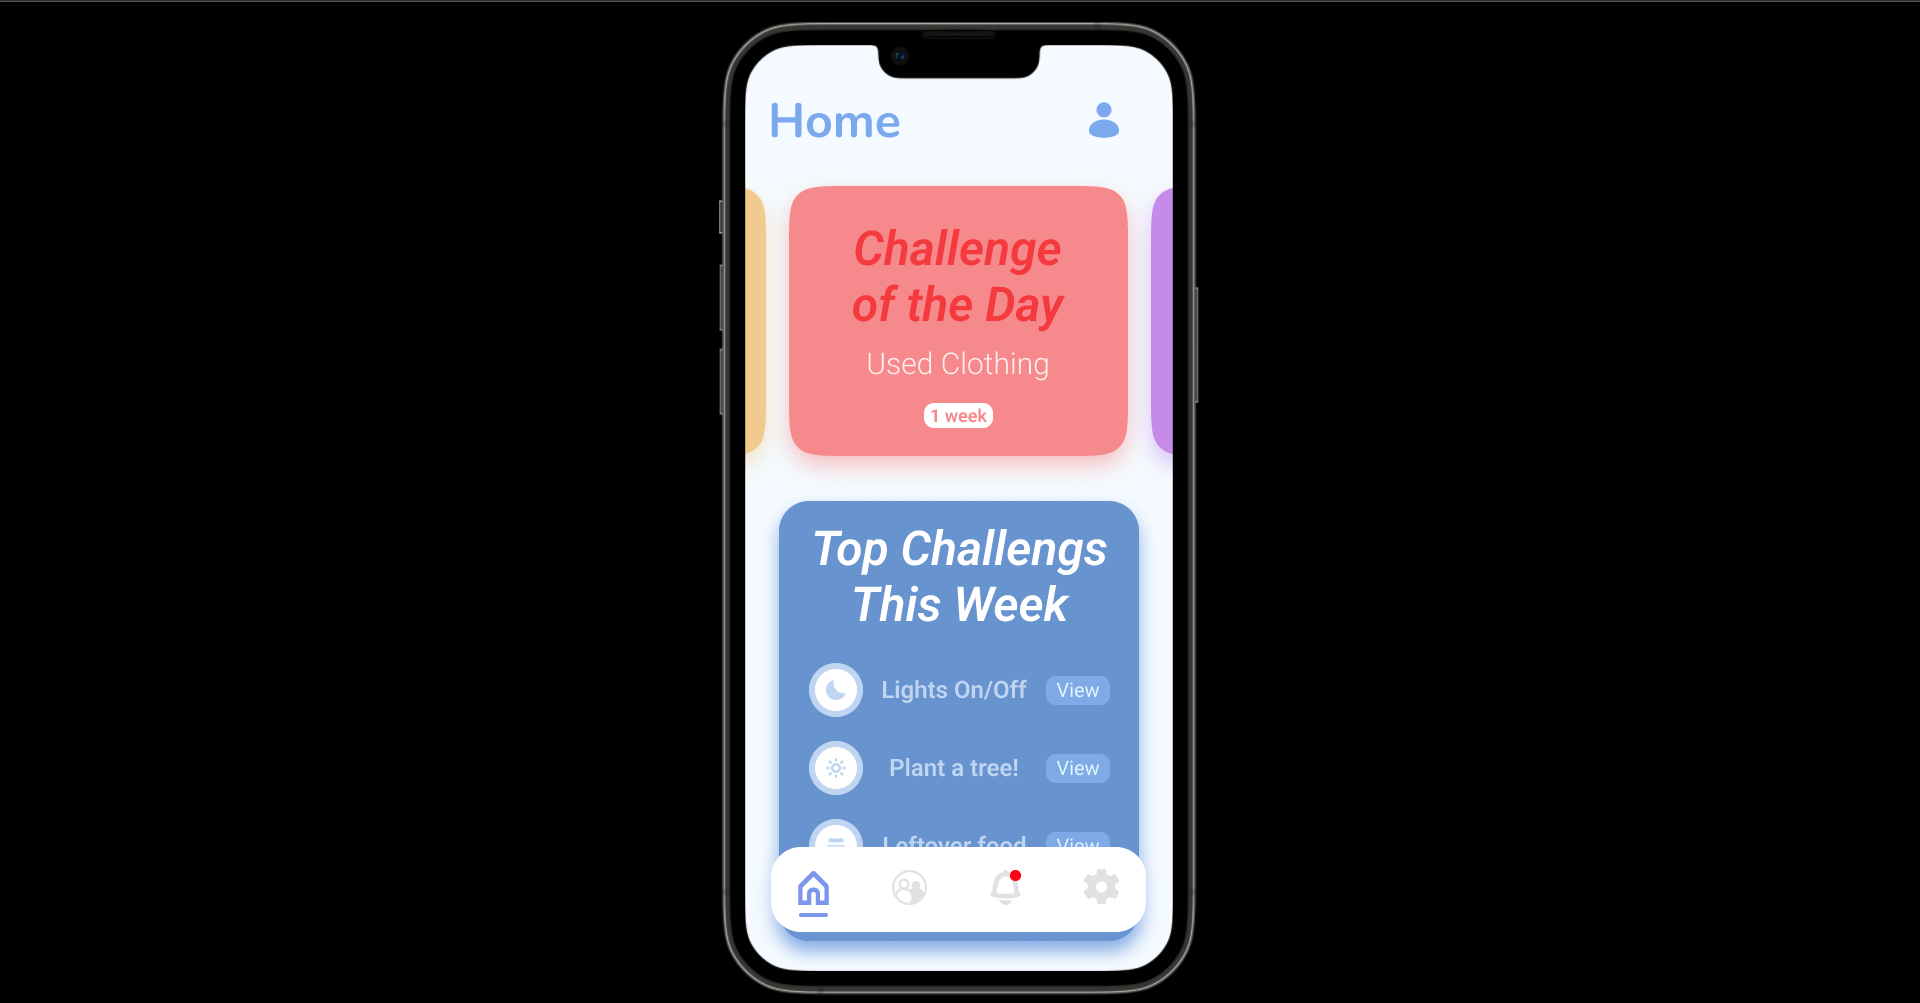 Home
Challenge
of the Day
Used Clothing
1 week
Top Challengs
This Week
Lights On/Off View
Plant a tree! View
Leftover food View